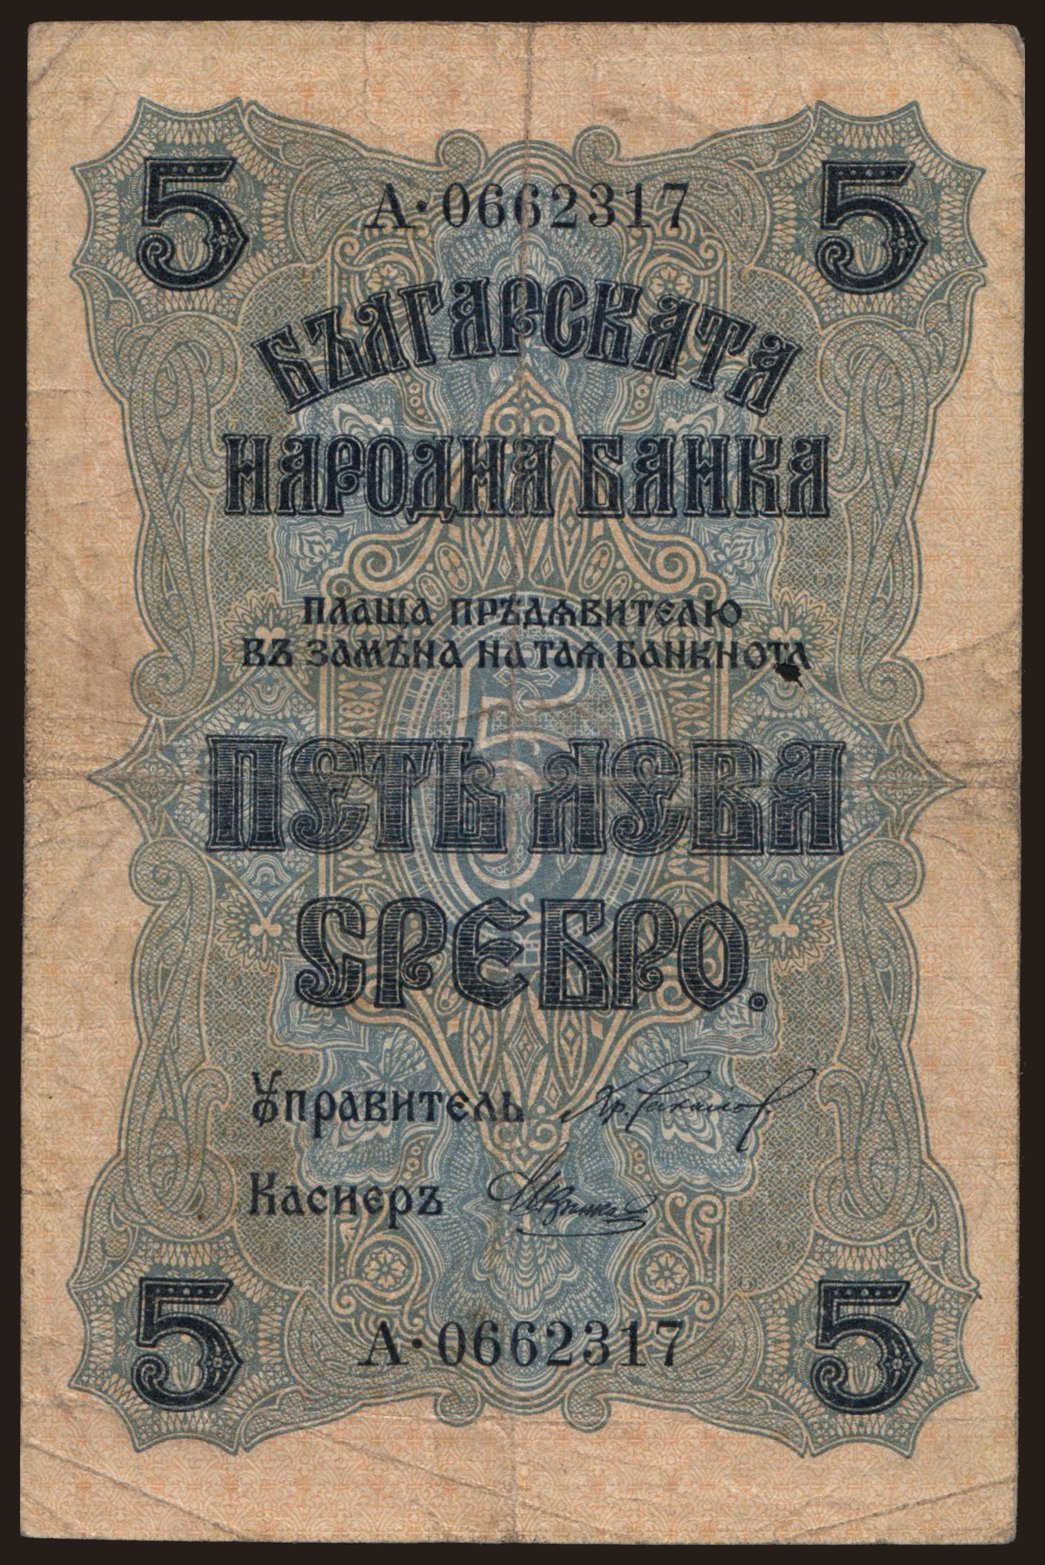 5 А·0662317 5
БЪЛГАРСКАТА
НАРОДНА БАНКА
ПЛАЩА ПРѢДЯВИТЕЛЮ
ВЪ ЗАМѢНА НА ТАЯ БАНКНОТА
5
ПЕТЬ ЛЕВА
СРЕБРО.
Управитель
Касиеръ
5 А·0662317 5